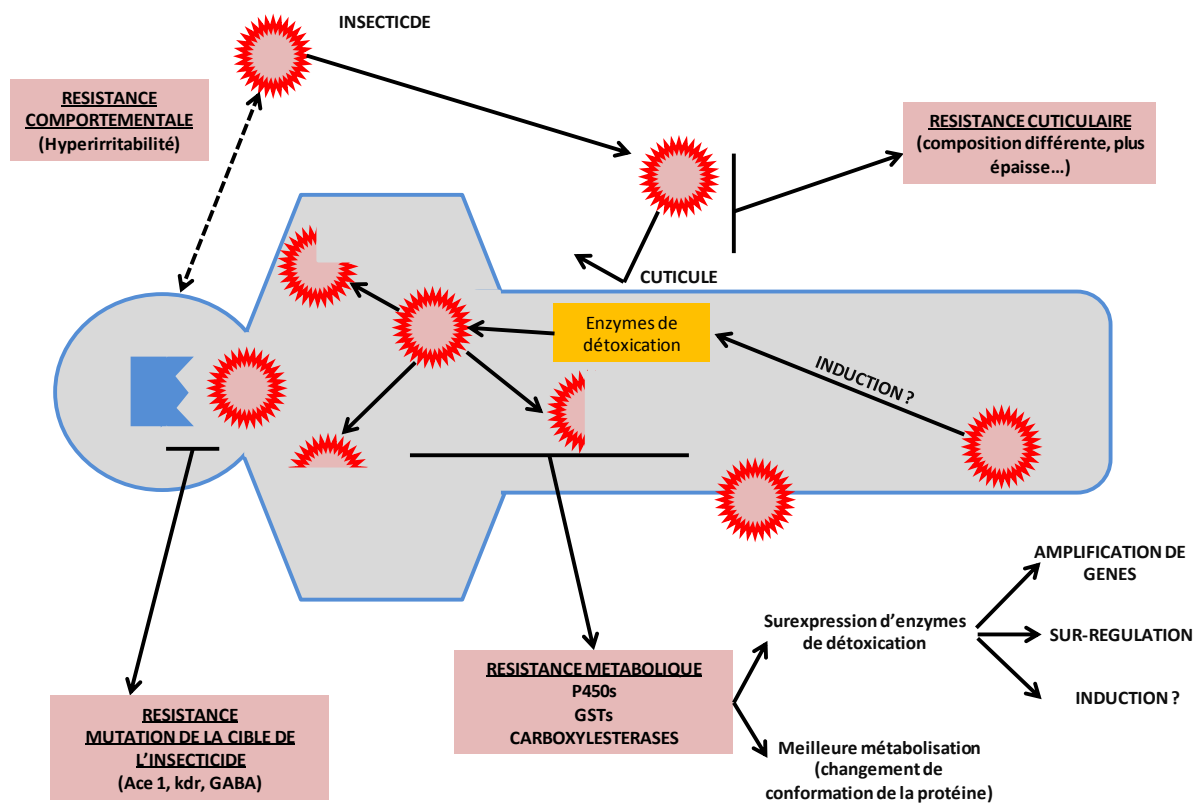 INSECTICDE
RESISTANCE
COMPORTEMENTALE
(Hyperirritabilité)
RESISTANCE CUTICULAIRE
(composition différente, plus
épaisse…)
CUTICULE
Enzymes de
détoxication
INDUCTION ?
AMPLIFICATION DE
GENES
Surexpression d’enzymes
de détoxication
SUR-REGULATION
INDUCTION ?
RESISTANCE METABOLIQUE
P450s
GSTs
CARBOXYLESTERASES
Meilleure métabolisation
(changement de
conformation de la protéine)
RESISTANCE
MUTATION DE LA CIBLE DE
L’INSECTICIDE
(Ace 1, kdr, GABA)